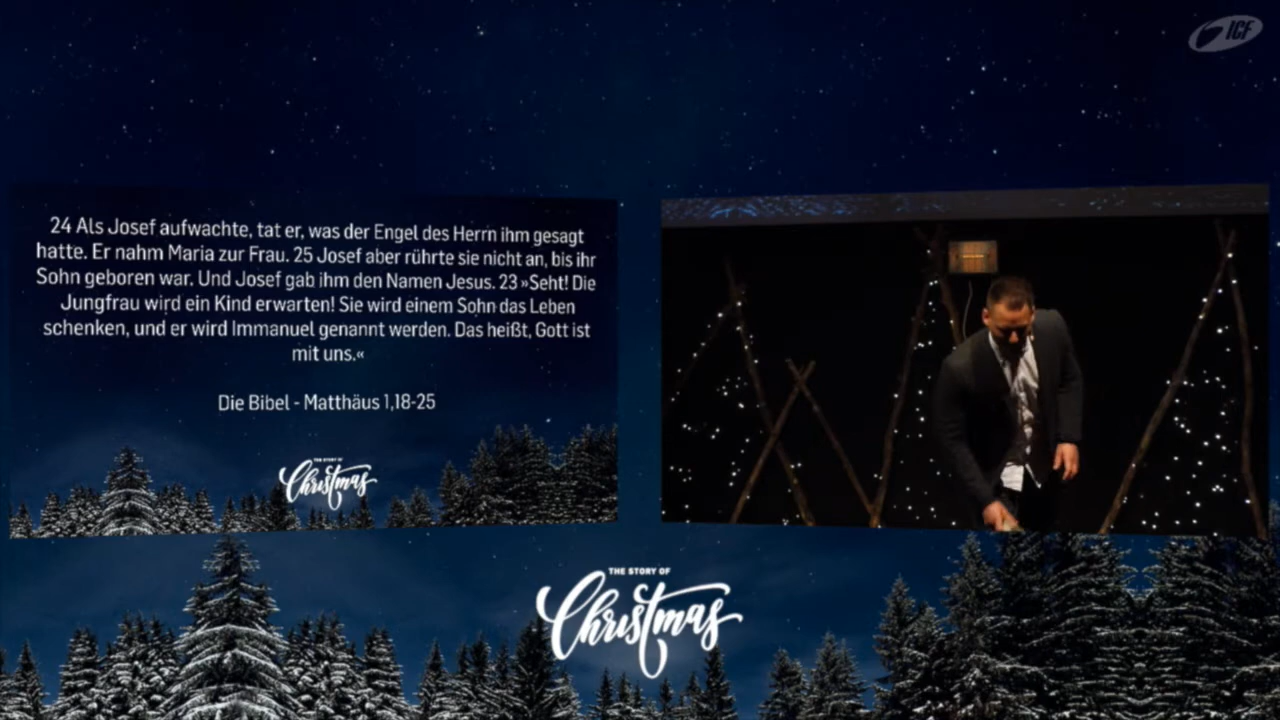 ICF
24 Als Josef aufwachte, tat er, was der Engel des Herrn ihm gesagt
hatte. Er nahm Maria zur Frau. 25 Josef aber rührte sie nicht an, bis ihr
Sohn geboren war. Und Josef gab ihm den Namen Jesus. 23 »Seht! Die
Jungfrau wird ein Kind erwarten! Sie wird einem Sohn das Leben
schenken, und er wird Immanuel genannt werden. Das heißt, Gott ist
mit uns.«
Die Bibel - Matthäus 1,18-25
THE STORY OF
Christmas
THE STORY OF
Christmas